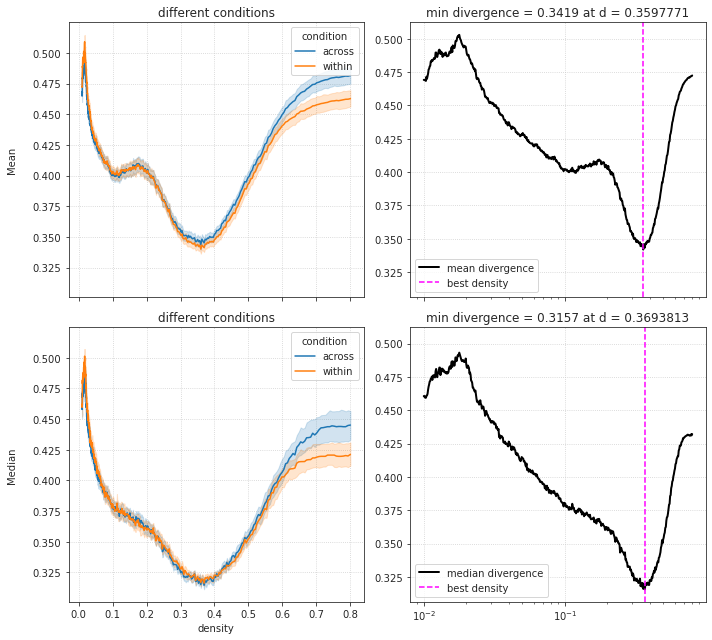 different conditions
min divergence = 0.3419 at d = 0.3597771
Mean
0.500
0.475
0.450
0.425
0.400
0.375
0.350
0.325
condition
across
within
0.500
0.475
0.450
0.425
0.400
0.375
0.350
0.325
mean divergence
best density
different conditions
min divergence = 0.3157 at d = 0.3693813
Median
0.500
0.475
0.450
0.425
0.400
0.375
0.350
0.325
condition
across
within
0.0 0.1 0.2 0.3 0.4 0.5 0.6 0.7 0.8
density
0.500
0.475
0.450
0.425
0.400
0.375
0.350
0.325
median divergence
best density
10⁻² 10⁻¹